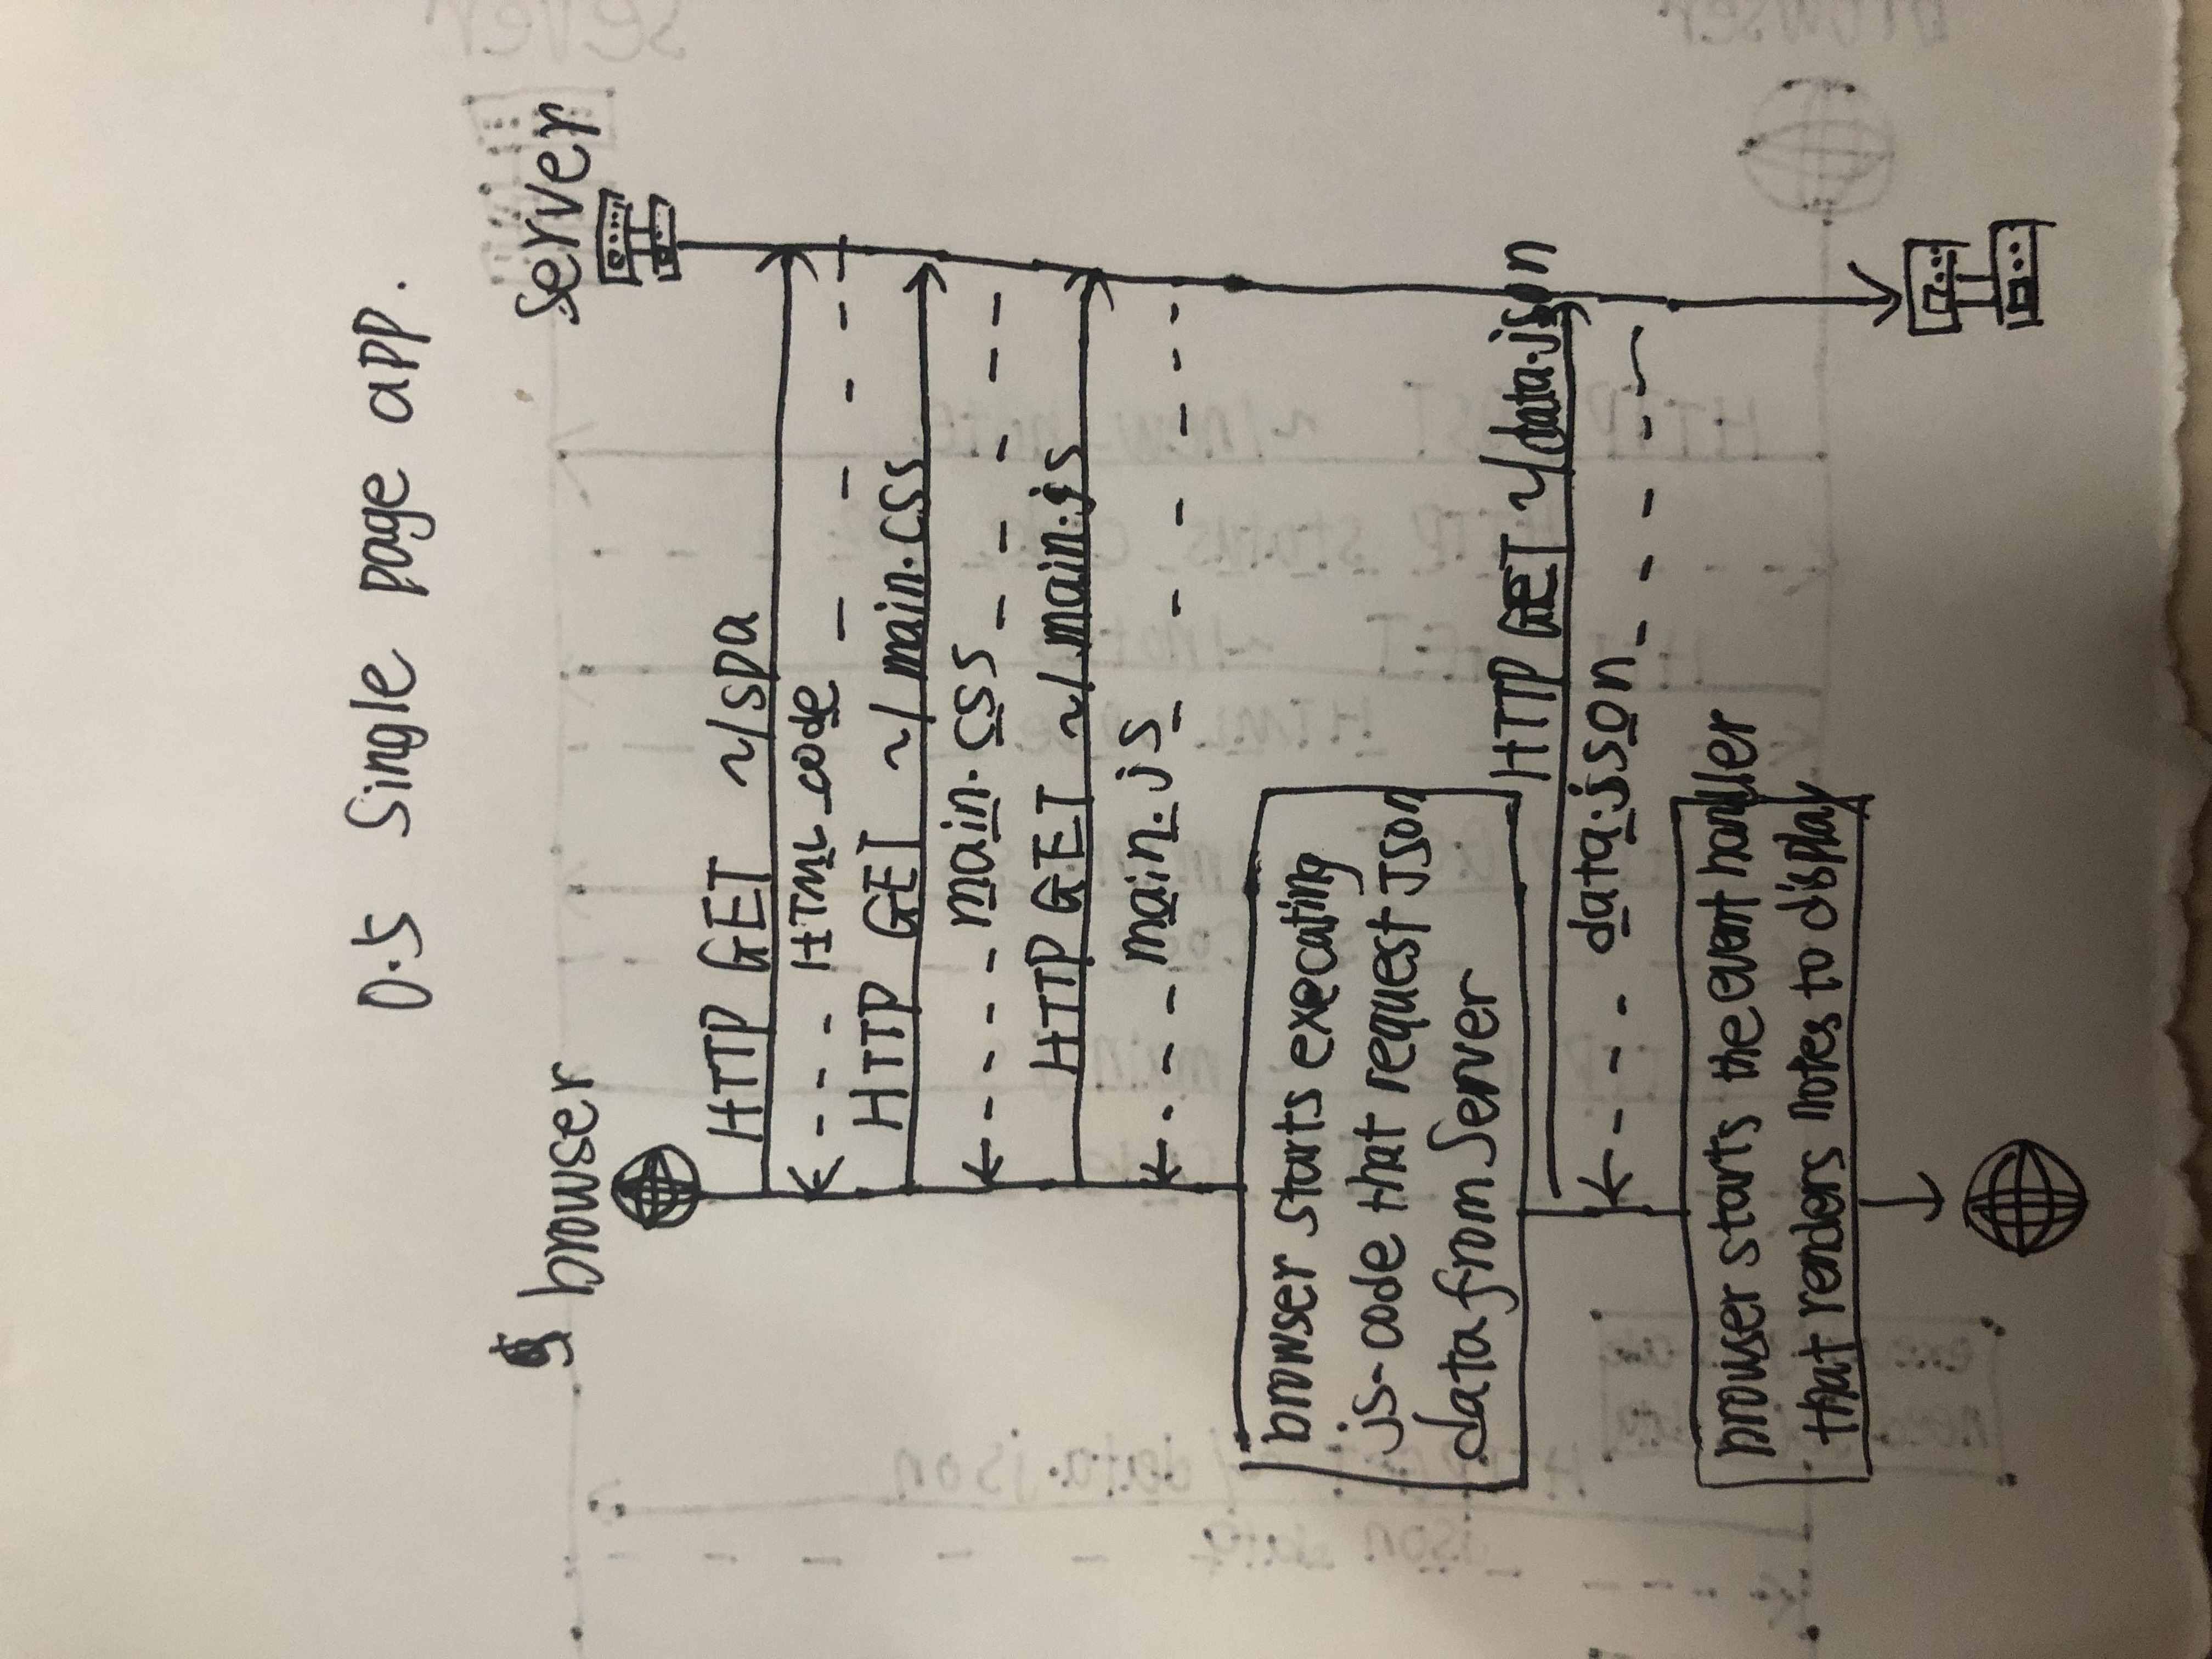 0.5 Single page app.
browser
server
HTTP GET ~/spa
HTML code
HTTP GET ~/main.css
main.css
HTTP GET ~/main.js
main.js
browser starts executing
js-code that request json
data from Server
HTTP GET ~/data.json
data.json
browser starts the event handler
that renders notes to display